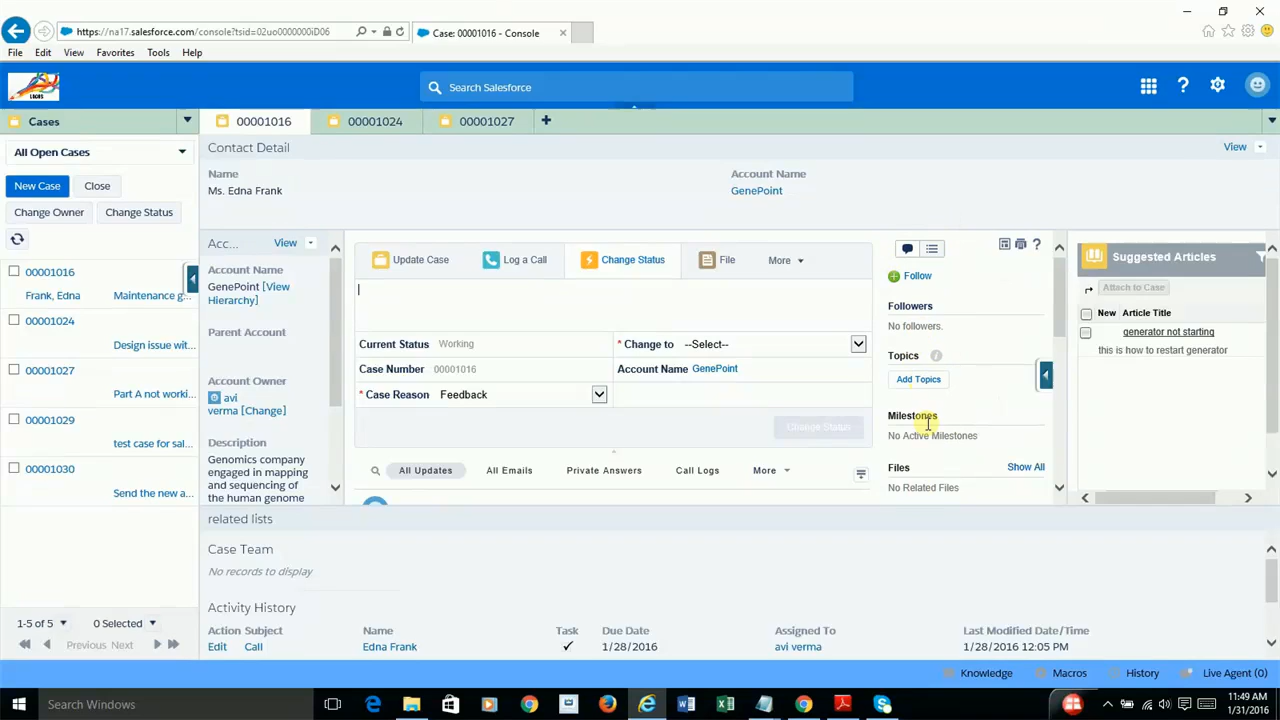 https://na17.salesforce.com/console?tsid=02uo0000000iD06
Case: 00001016 - Console
File Edit View Favorites Tools Help
Search Salesforce
Cases
00001016
00001024
00001027
All Open Cases
Contact Detail
View
Name
Account Name
New Case
Close
Ms. Edna Frank
GenePoint
Change Owner
Change Status
Acc...
View
Account Name
GenePoint [View
Hierarchy]
Parent Account
Account Owner
avi
verma [Change]
Description
Genomics company
engaged in mapping
and sequencing of
the human genome
00001016
Frank, Edna
Maintenance g...
00001024
Design issue wit...
00001027
Part A not worki...
00001029
test case for sal...
00001030
Send the new a...
Update Case
Log a Call
Change Status
File
More
Current Status Working
* Change to --Select--
Case Number 00001016
Account Name GenePoint
* Case Reason Feedback
Change Status
All Updates
All Emails
Private Answers
Call Logs
More
Follow
Followers
No followers.
Topics
Add Topics
Milestones
No Active Milestones
Files
Show All
No Related Files
Suggested Articles
Attach to Case
New Article Title
generator not starting
this is how to restart generator
related lists
Case Team
No records to display
Activity History
Action Subject
Name
Task
Due Date
Assigned To
Last Modified Date/Time
Edit
Call
Edna Frank
1/28/2016
avi verma
1/28/2016 12:05 PM
1-5 of 5
0 Selected
Previous Next
Knowledge
Macros
History
Live Agent (0)
Search Windows
11:49 AM
1/31/2016